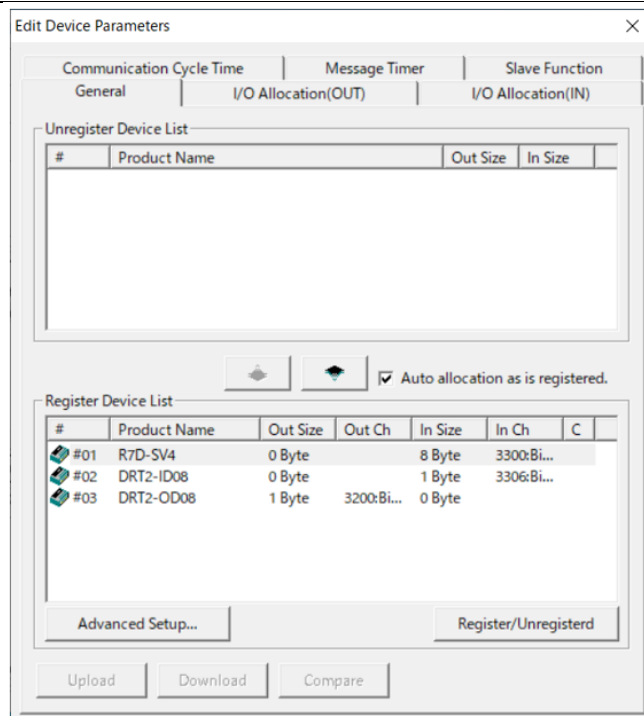 Edit Device Parameters
Communication Cycle Time Message Timer Slave Function
General I/O Allocation(OUT) I/O Allocation(IN)
Unregister Device List
# Product Name Out Size In Size
Auto allocation as is registered.
Register Device List
# Product Name Out Size Out Ch In Size In Ch C
#01 R7D-SV4 0 Byte 8 Byte 3300:Bi...
#02 DRT2-ID08 0 Byte 1 Byte 3306:Bi...
#03 DRT2-OD08 1 Byte 3200:Bi... 0 Byte
Advanced Setup... Register/Unregisterd
Upload Download Compare